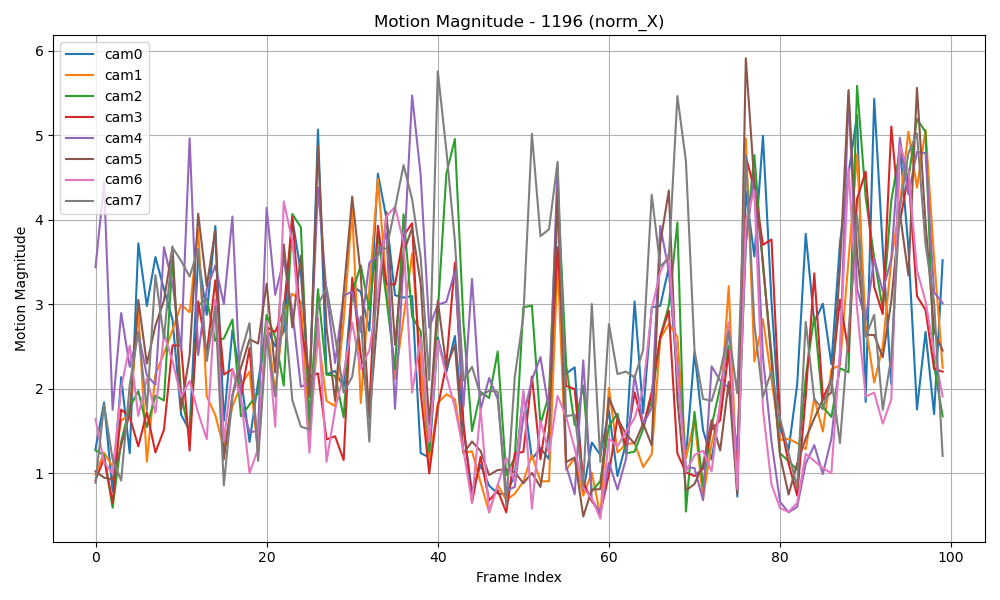 Motion Magnitude - 1196 (norm_X)
cam0
cam1
cam2
cam3
cam4
cam5
cam6
cam7
6
5
4
3
2
1
Motion Magnitude
0 20 40 60 80 100
Frame Index